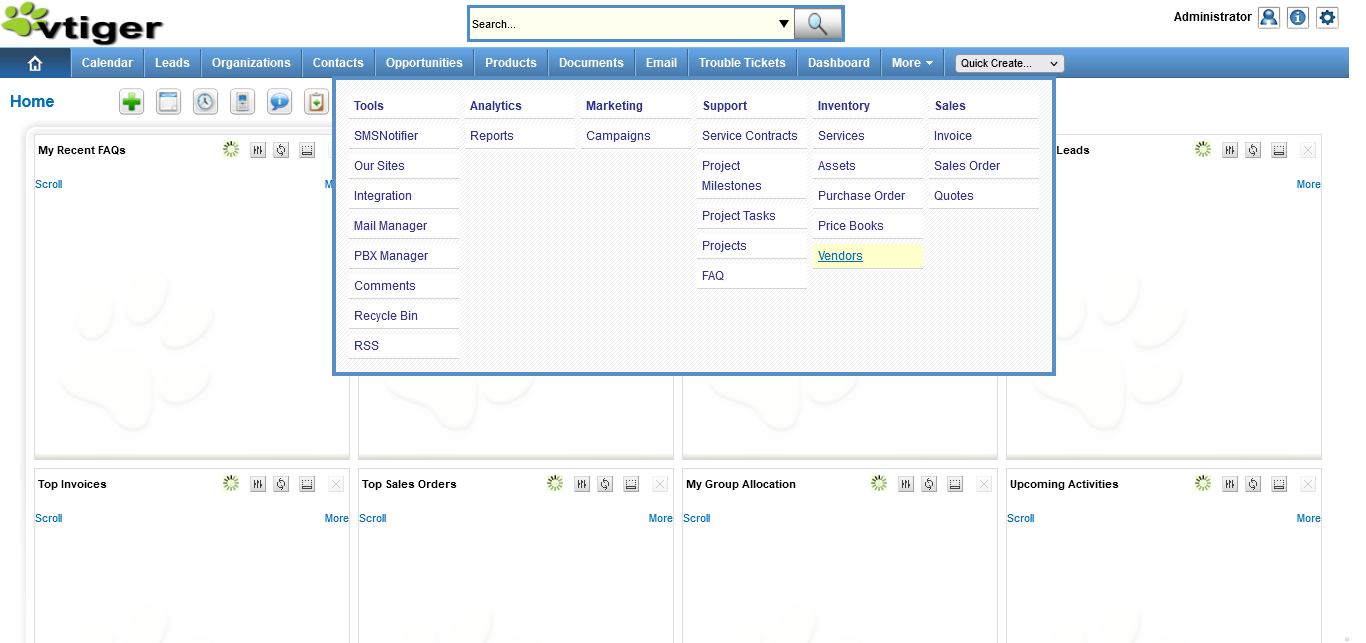 vtiger
Search...
Administrator
Calendar Leads Organizations Contacts Opportunities Products Documents Email Trouble Tickets Dashboard More Quick Create...
Home
Tools Analytics Marketing Support Inventory Sales
SMSNotifier Reports Campaigns Service Contracts Services Invoice
Our Sites Project Milestones Assets Sales Order
Integration Purchase Order Quotes
Mail Manager Project Tasks Price Books
PBX Manager Projects Vendors
Comments FAQ
Recycle Bin
RSS
My Recent FAQs Leads
Scroll More
Top Invoices Top Sales Orders My Group Allocation Upcoming Activities
Scroll More Scroll More Scroll Scroll More